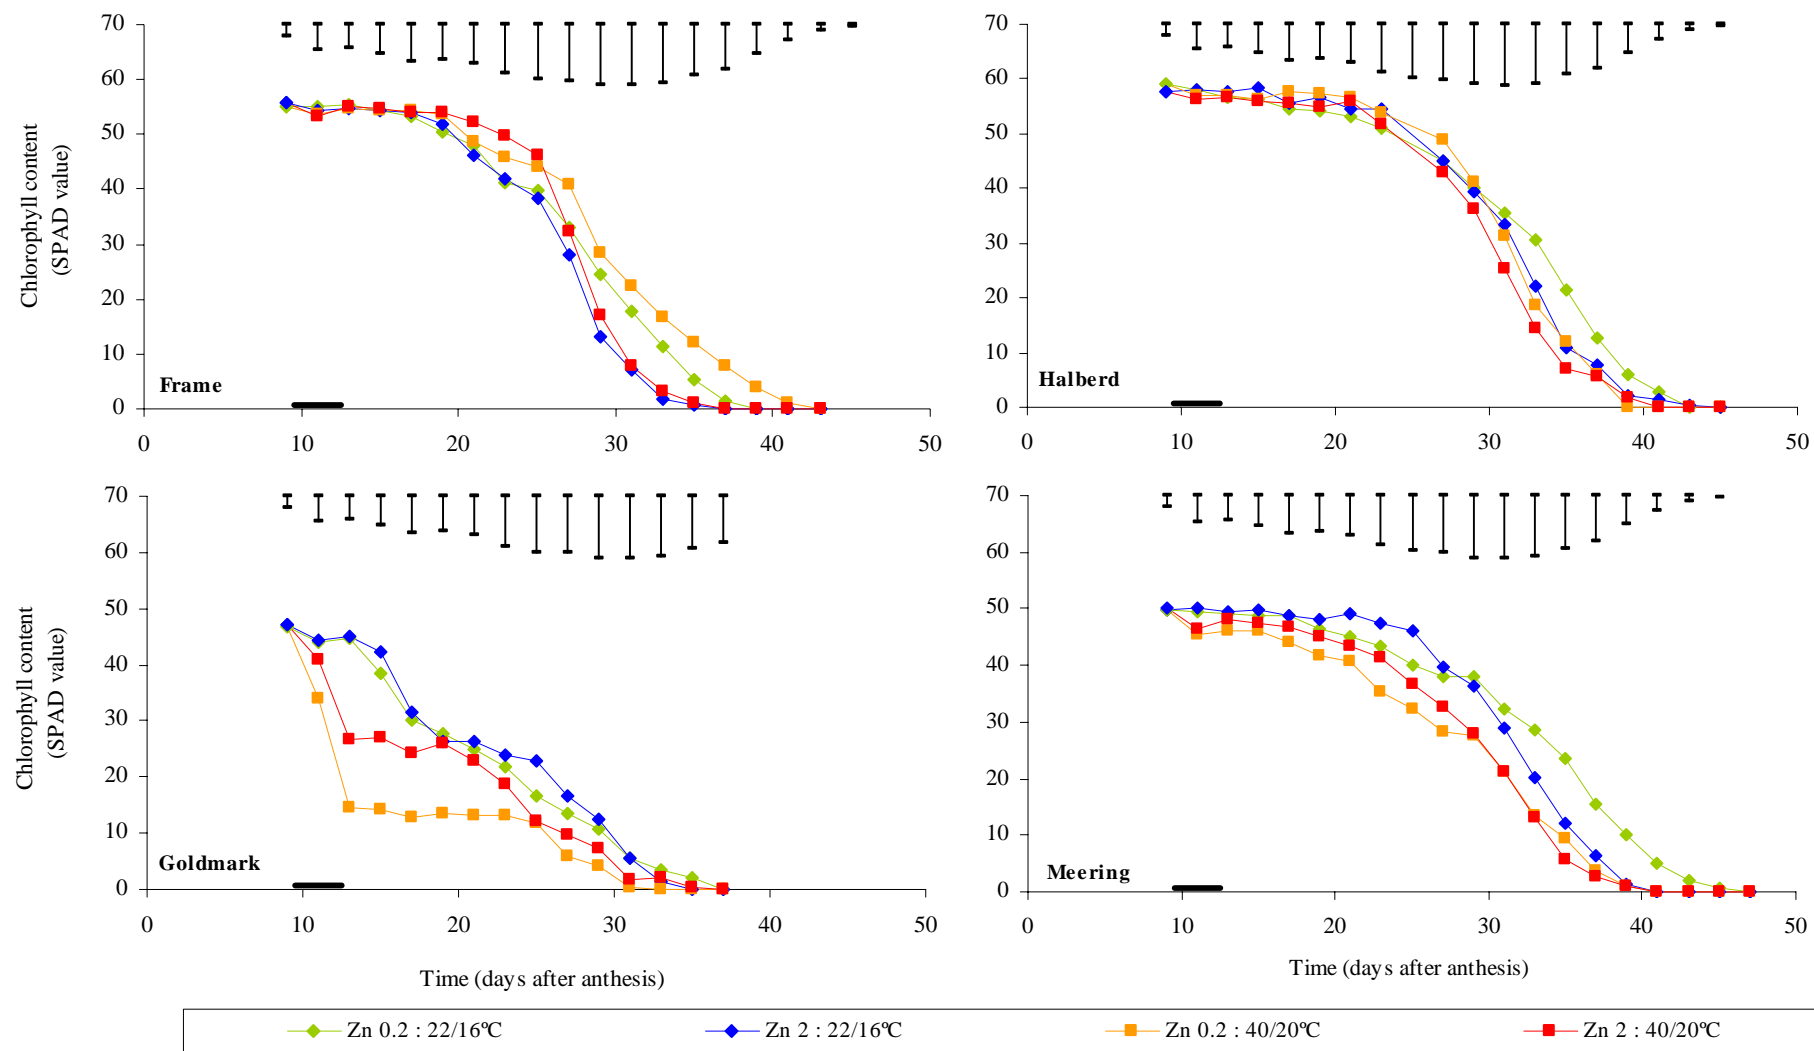 70
60
50
40
30
20
10
0
Chlorophyll content
(SPAD value)
Frame
0 10 20 30 40 50
70
60
50
40
30
20
10
0
Halberd
0 10 20 30 40 50
70
60
50
40
30
20
10
0
Chlorophyll content
(SPAD value)
Goldmark
0 10 20 30 40 50
Time (days after anthesis)
70
60
50
40
30
20
10
0
Meering
0 10 20 30 40 50
Time (days after anthesis)
Zn 0.2 : 22/16ºC Zn 2 : 22/16ºC Zn 0.2 : 40/20ºC Zn 2 : 40/20ºC